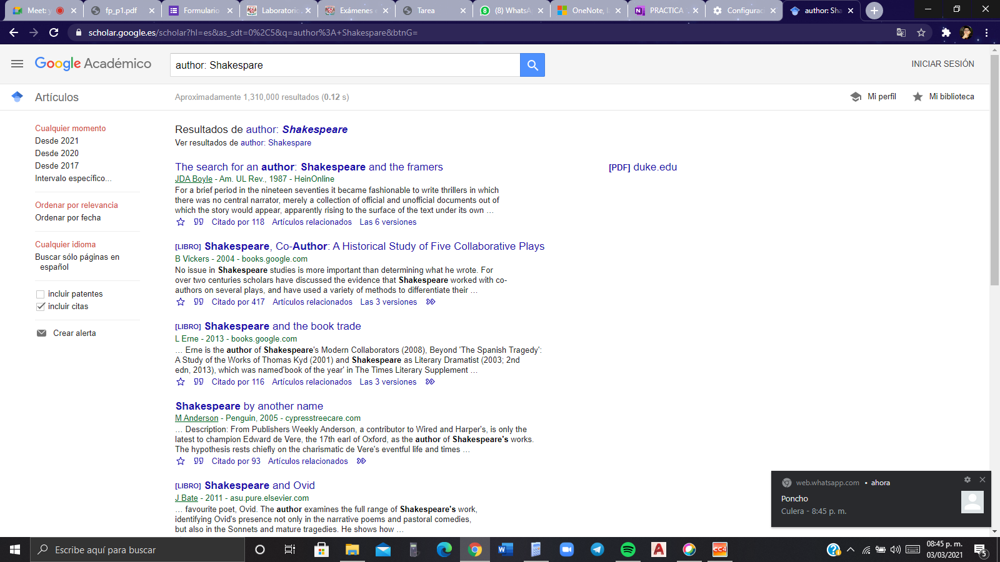 Meet: y
fp_p1.pdf
Formulario
Laboratorio
Exámenes e
Tarea
(8) WhatsA
OneNote, l
PRACTICA
Configurac
author: Sha
scholar.google.es/scholar?hl=es&as_sdt=0%2C5&q=author%3A+Shakespare&btnG=
Google Académico
author: Shakespare
INICIAR SESIÓN
Artículos
Aproximadamente 1,310,000 resultados (0.12 s)
Mi perfil
Mi biblioteca
Cualquier momento
Desde 2021
Desde 2020
Desde 2017
Intervalo específico...
Ordenar por relevancia
Ordenar por fecha
Cualquier idioma
Buscar sólo páginas en
español
incluir patentes
incluir citas
Crear alerta
Resultados de author: Shakespeare
Ver resultados de author: Shakespare
The search for an author: Shakespeare and the framers
[PDF] duke.edu
JDA Boyle - Am. UL Rev., 1987 - HeinOnline
For a brief period in the nineteen seventies it became fashionable to write thrillers in which
there was no central narrator, merely a collection of official and unofficial documents out of
which the story would appear, apparently rising to the surface of the text under its own ...
Citado por 118 Artículos relacionados Las 6 versiones
[LIBRO] Shakespeare, Co-Author: A Historical Study of Five Collaborative Plays
B Vickers - 2004 - books.google.com
No issue in Shakespeare studies is more important than determining what he wrote. For
over two centuries scholars have discussed the evidence that Shakespeare worked with co-
authors on several plays, and have used a variety of methods to differentiate their ...
Citado por 417 Artículos relacionados Las 3 versiones
[LIBRO] Shakespeare and the book trade
L Erne - 2013 - books.google.com
... Erne is the author of Shakespeare's Modern Collaborators (2008), Beyond 'The Spanish Tragedy':
A Study of the Works of Thomas Kyd (2001) and Shakespeare as Literary Dramatist (2003; 2nd
edn, 2013), which was named'book of the year' in The Times Literary Supplement ...
Citado por 116 Artículos relacionados Las 3 versiones
Shakespeare by another name
M Anderson - Penguin, 2005 - cypresstreecare.com
... Description: From Publishers Weekly Anderson, a contributor to Wired and Harper's, is only the
latest to champion Edward de Vere, the 17th earl of Oxford, as the author of Shakespeare's works.
The hypothesis rests chiefly on the charismatic de Vere's eventful life and times ...
Citado por 93 Artículos relacionados
[LIBRO] Shakespeare and Ovid
J Bate - 2011 - asu.pure.elsevier.com
... favourite poet, Ovid. The author examines the full range of Shakespeare's work,
identifying Ovid's presence not only in the narrative poems and pastoral comedies,
but also in the Sonnets and mature tragedies. He shows how ...
web.whatsapp.com • ahora
Poncho
Culera - 8:45 p. m.
Escribe aquí para buscar
CC4
08:45 p. m.
03/03/2021
5